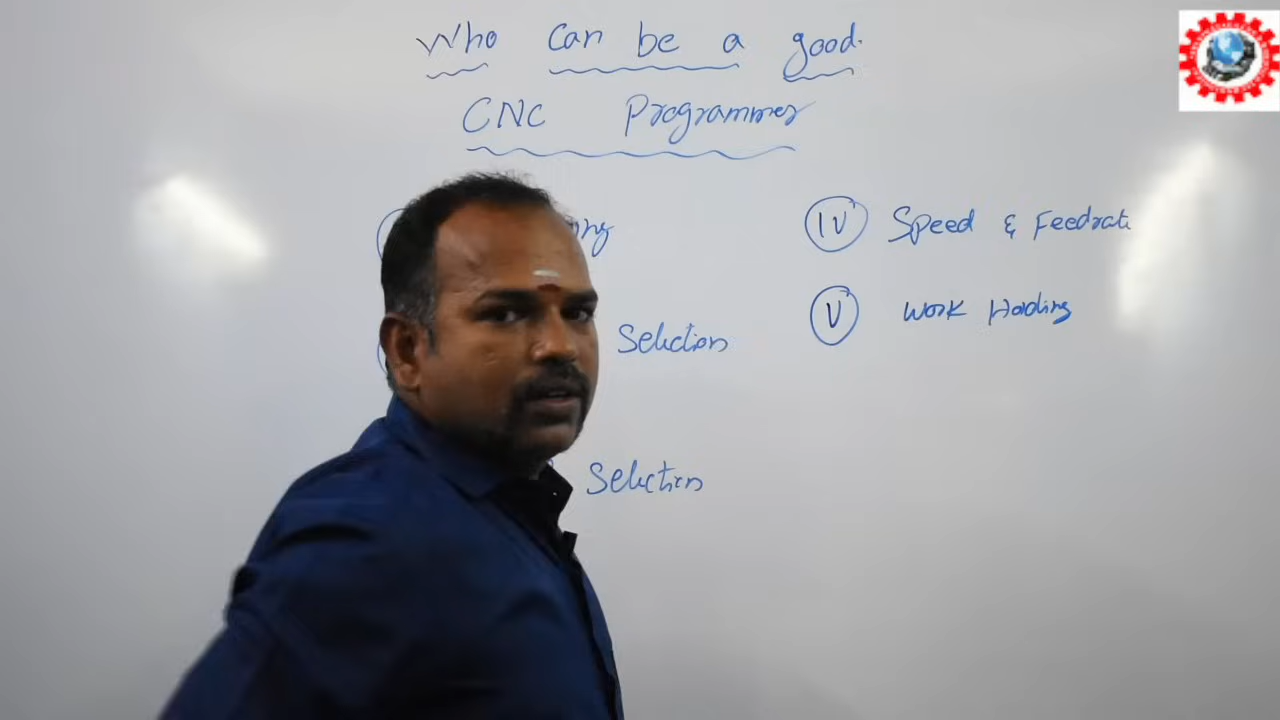 Who can be a good.
CNC Programmer
Selection
Selection
IV Speed & Feedrate
V Work Holding